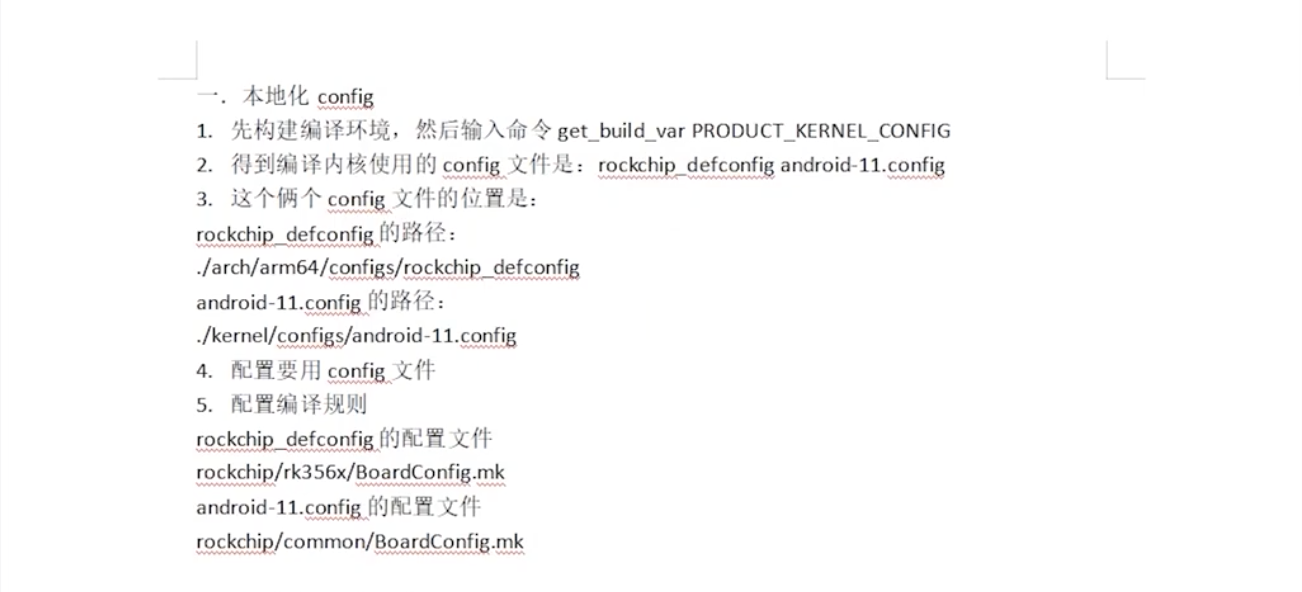 一．本地化 config
1. 先构建编译环境，然后输入命令 get_build_var PRODUCT_KERNEL_CONFIG
2. 得到编译内核使用的 config 文件是：rockchip_defconfig android-11.config
3. 这个俩个 config 文件的位置是：
rockchip_defconfig 的路径：
./arch/arm64/configs/rockchip_defconfig
android-11.config 的路径：
./kernel/configs/android-11.config
4. 配置要用 config 文件
5. 配置编译规则
rockchip_defconfig 的配置文件
rockchip/rk356x/BoardConfig.mk
android-11.config 的配置文件
rockchip/common/BoardConfig.mk